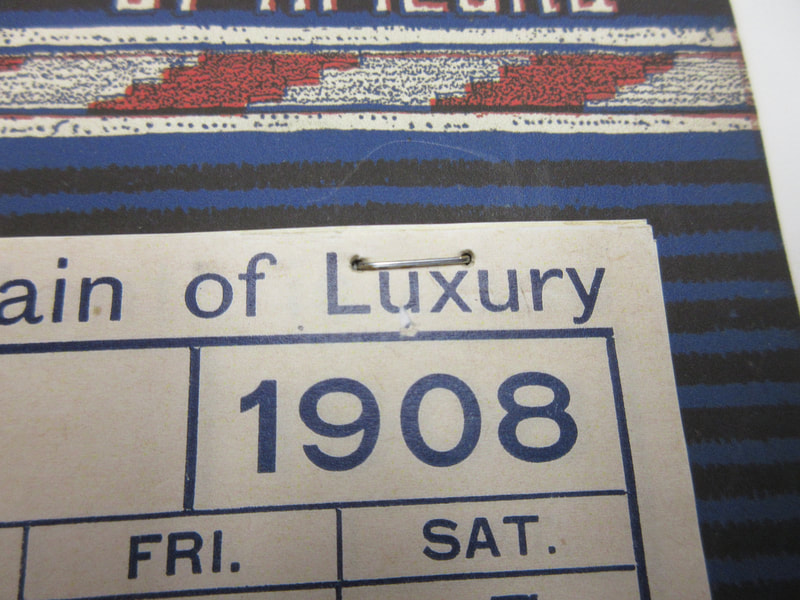 ain of Luxury
1908
FRI. SAT.